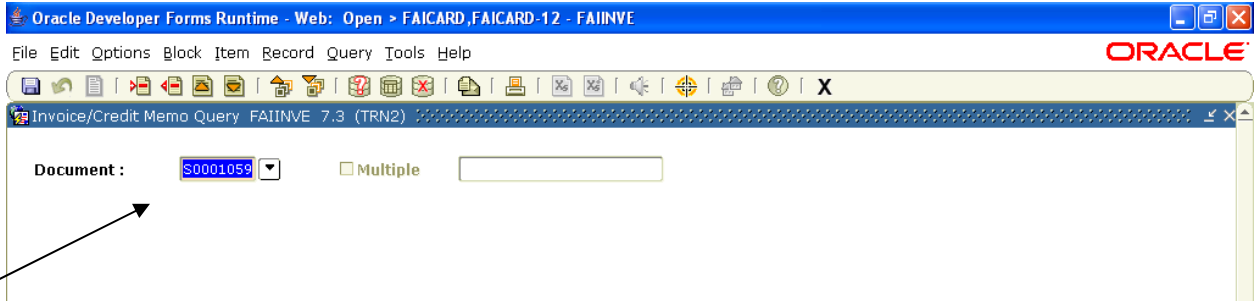 Oracle Developer Forms Runtime - Web: Open > FAICARD,FAICARD-12 - FAIINVE
File Edit Options Block Item Record Query Tools Help
ORACLE
X
Invoice/Credit Memo Query FAIINVE 7.3 (TRN2)
Document : S0001059 Multiple